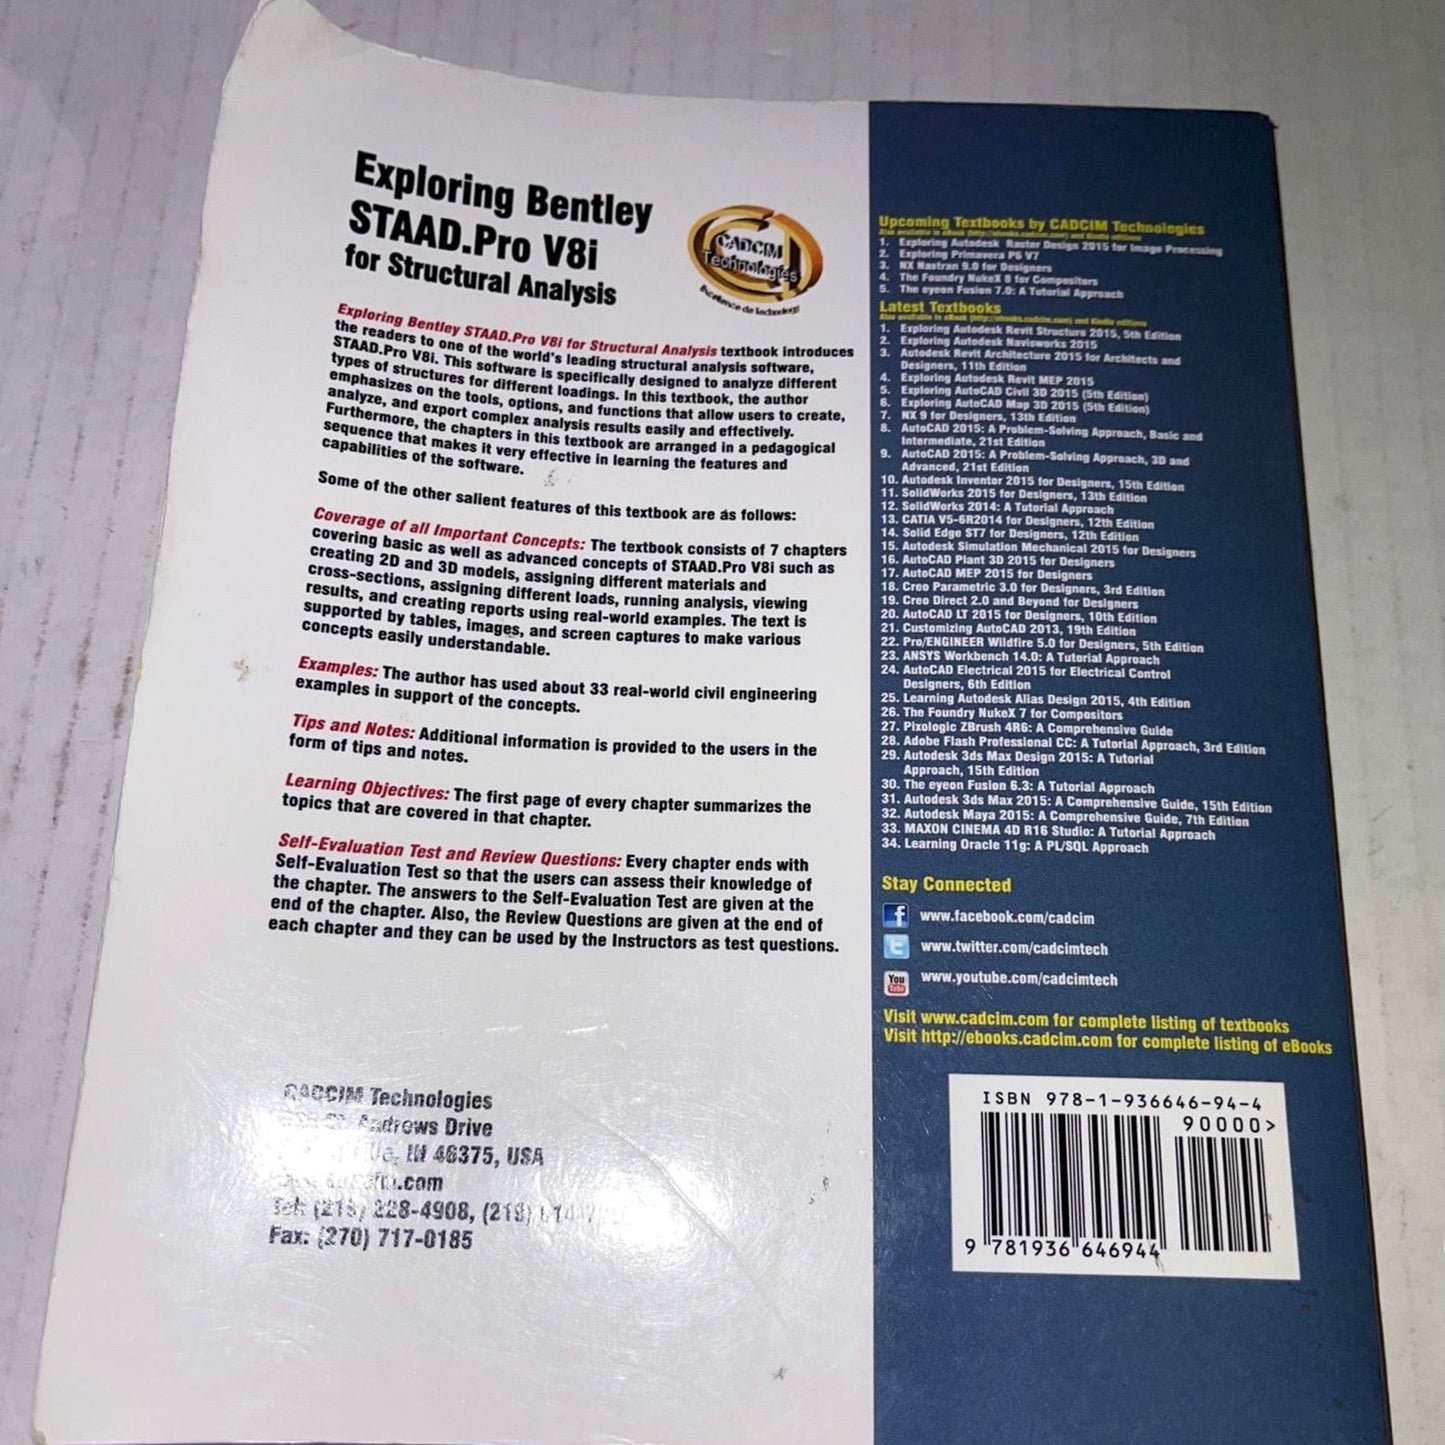 Exploring Bentley
STAAD.Pro V8i
for Structural Analysis
CADCIM
Technologies
Exploring Bentley STAAD.Pro V8i for Structural Analysis textbook introduces
the readers to one of the world's leading structural analysis software,
STAAD.Pro V8i. This software is specifically designed to analyze different
types of structures for different loadings. In this textbook, the author
emphasizes on the tools, options, and functions that allow users to create,
analyze, and export complex analysis results easily and effectively.
Furthermore, the chapters in this textbook are arranged in a pedagogical
sequence that makes it very effective in learning the features and
capabilities of the software.
Some of the other salient features of this textbook are as follows:
Coverage of all Important Concepts: The textbook consists of 7 chapters
covering basic as well as advanced concepts of STAAD.Pro V8i such as
creating 2D and 3D models, assigning different materials and
cross-sections, assigning different loads, running analysis, viewing
results, and creating reports using real-world examples. The text is
supported by tables, images, and screen captures to make various
concepts easily understandable.
Examples: The author has used about 33 real-world civil engineering
examples in support of the concepts.
Tips and Notes: Additional information is provided to the users in the
form of tips and notes.
Learning Objectives: The first page of every chapter summarizes the
topics that are covered in that chapter.
Self-Evaluation Test and Review Questions: Every chapter ends with
Self-Evaluation Test so that the users can assess their knowledge of
the chapter. The answers to the Self-Evaluation Test are given at the
end of the chapter. Also, the Review Questions are given at the end of
each chapter and they can be used by the Instructors as test questions.
CADCIM Technologies
Andrews Drive
IN 46375, USA
Tel: 228-4908,
Fax: (270) 717-0185
Upcoming Textbooks by CADCIM Technologies
Also available in eBook (http://ebooks.cadcim.com) and Kindle editions
1. Exploring Autodesk Raster Design 2015 for Image Processing
2. Exploring Primavera P6 V7
3. NX Nastran 9.0 for Designers
4. The Foundry NukeX 8 for Compositors
5. The eyeon Fusion 7.0: A Tutorial Approach
Latest Textbooks
Also available in eBook (http://ebooks.cadcim.com) and Kindle editions
1. Exploring Autodesk Revit Structure 2015, 5th Edition
2. Exploring Autodesk Navisworks 2015
3. Autodesk Revit Architecture 2015 for Architects and
Designers, 11th Edition
4. Exploring Autodesk Revit MEP 2015
5. Exploring AutoCAD Civil 3D 2015 (5th Edition)
6. Exploring AutoCAD Map 3D 2015 (5th Edition)
7. NX 9 for Designers, 13th Edition
8. AutoCAD 2015: A Problem-Solving Approach, Basic and
Intermediate, 21st Edition
9. AutoCAD 2015: A Problem-Solving Approach, 3D and
Advanced, 21st Edition
10. Autodesk Inventor 2015 for Designers, 15th Edition
11. SolidWorks 2015 for Designers, 13th Edition
12. SolidWorks 2014: A Tutorial Approach
13. CATIA V5-6R2014 for Designers, 12th Edition
14. Solid Edge ST7 for Designers, 12th Edition
15. Autodesk Simulation Mechanical 2015 for Designers
16. AutoCAD Plant 3D 2015 for Designers
17. AutoCAD MEP 2015 for Designers
18. Creo Parametric 3.0 for Designers, 3rd Edition
19. Creo Direct 2.0 and Beyond for Designers
20. AutoCAD LT 2015 for Designers, 10th Edition
21. Customizing AutoCAD 2013, 19th Edition
22. Pro/ENGINEER Wildfire 5.0 for Designers, 5th Edition
23. ANSYS Workbench 14.0: A Tutorial Approach
24. AutoCAD Electrical 2015 for Electrical Control
Designers, 6th Edition
25. Learning Autodesk Alias Design 2015, 4th Edition
26. The Foundry NukeX 7 for Compositors
27. Pixologic ZBrush 4R6: A Comprehensive Guide
28. Adobe Flash Professional CC: A Tutorial Approach, 3rd Edition
29. Autodesk 3ds Max Design 2015: A Tutorial
Approach, 15th Edition
30. The eyeon Fusion 6.3: A Tutorial Approach
31. Autodesk 3ds Max 2015: A Comprehensive Guide, 15th Edition
32. Autodesk Maya 2015: A Comprehensive Guide, 7th Edition
33. MAXON CINEMA 4D R16 Studio: A Tutorial Approach
34. Learning Oracle 11g: A PL/SQL Approach
Stay Connected
www.facebook.com/cadcim
www.twitter.com/cadcimtech
You Tube www.youtube.com/cadcimtech
Visit www.cadcim.com for complete listing of textbooks
Visit http://ebooks.cadcim.com for complete listing of eBooks
ISBN 978-1-936646-94-4
90000>
9 781936 646944